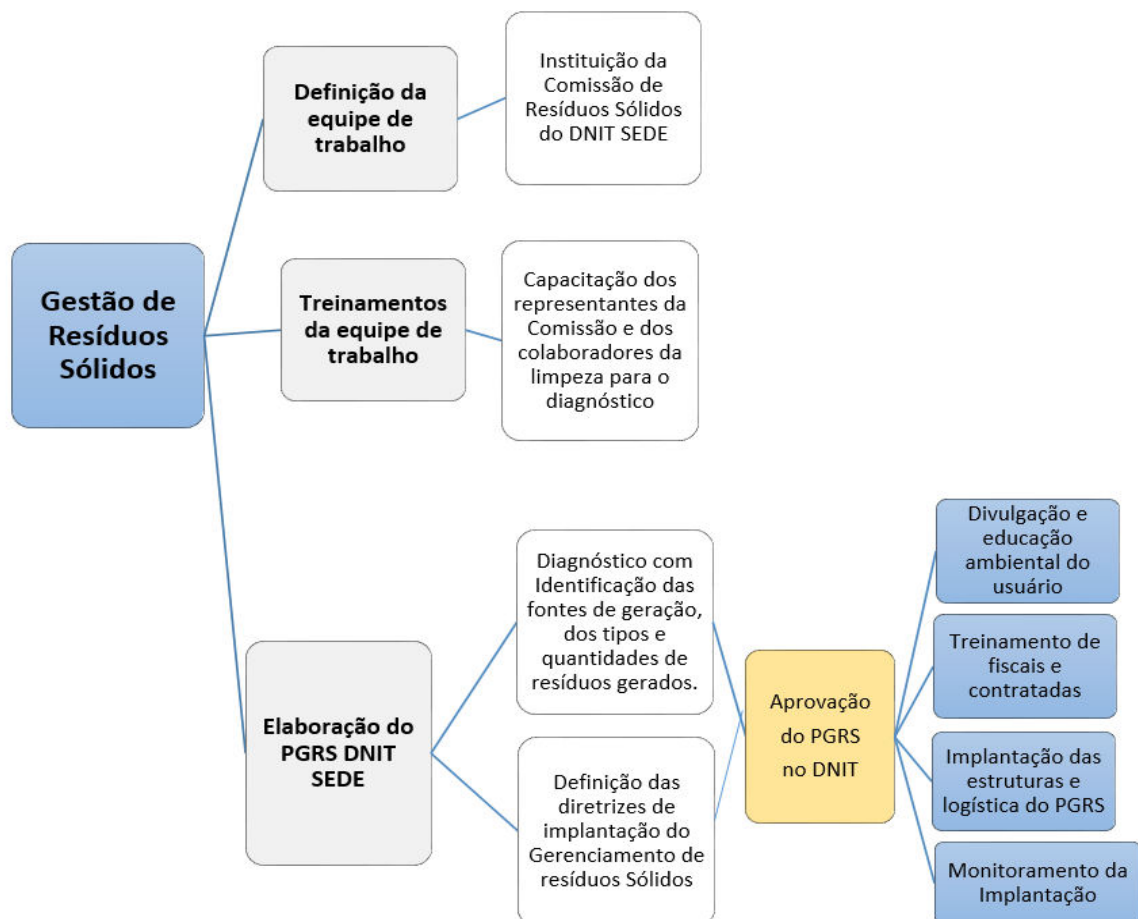 Gestão de
Resíduos
Sólidos
Definição da
equipe de
trabalho
Instituição da
Comissão de
Resíduos Sólidos
do DNIT SEDE
Treinamentos
da equipe de
trabalho
Capacitação dos
representantes da
Comissão e dos
colaboradores da
limpeza para o
diagnóstico
Elaboração do
PGRS DNIT
SEDE
Diagnóstico com
Identificação das
fontes de geração,
dos tipos e
quantidades de
resíduos gerados.
Definição das
diretrizes de
implantação do
Gerenciamento de
resíduos Sólidos
Aprovação
do PGRS
no DNIT
Divulgação e
educação
ambiental do
usuário
Treinamento de
fiscais e
contratadas
Implantação das
estruturas e
logística do PGRS
Monitoramento da
Implantação